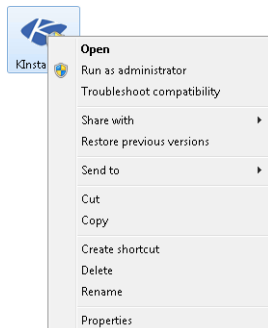 KInsta
Open
Run as administrator
Troubleshoot compatibility
Share with
Restore previous versions
Send to
Cut
Copy
Create shortcut
Delete
Rename
Properties